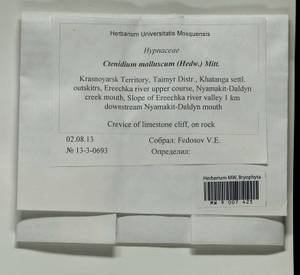 Herbarium Universitatis Mosquensis
Hypnaceae
Ctenidium molluscum (Hedw.) Mitt.
Krasnoyarsk Territory, Taimyr Distr., Khatanga settl.
outskitrs, Ereechka river upper course, Nyamakit-Daldyn
creek mouth, Slope of Ereechka river valley 1 km
downstream Nyamakit-Daldyn mouth
Crevice of limestone cliff, on rock
02.08.13 Собрал: Fedosov V.E.
№ 13-3-0693 Определил:
Herbarium MW, Bryophyta
MW 9 007 423